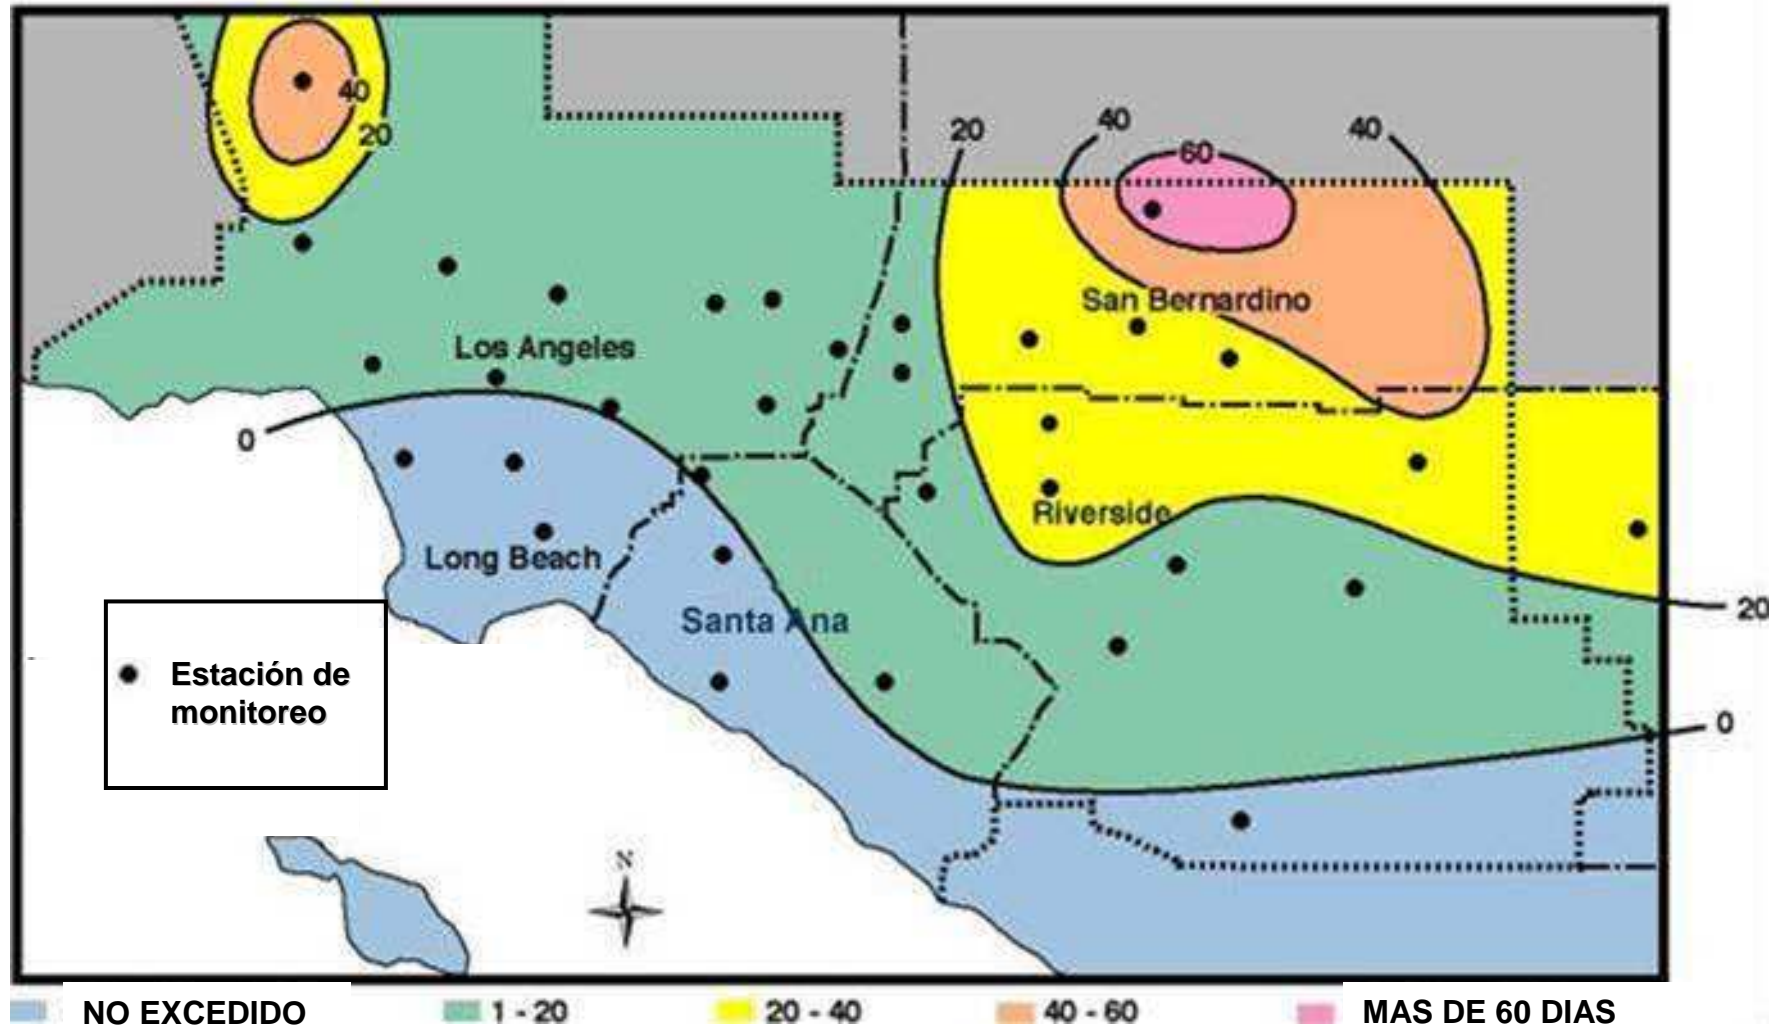 40
20
20
40
60
40
San Bernardino
Los Angeles
0
Riverside
Long Beach
Santa Ana
20
0
Estación de
monitoreo
N
NO EXCEDIDO
1 - 20
20 - 40
40 - 60
MAS DE 60 DIAS